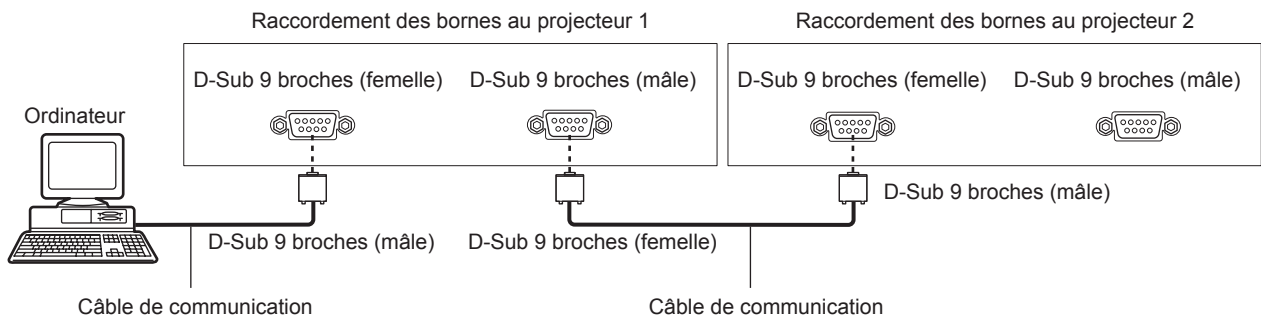 Raccordement des bornes au projecteur 1
Raccordement des bornes au projecteur 2
D-Sub 9 broches (femelle)
D-Sub 9 broches (mâle)
D-Sub 9 broches (femelle)
D-Sub 9 broches (mâle)
Ordinateur
D-Sub 9 broches (mâle)
D-Sub 9 broches (mâle)
D-Sub 9 broches (femelle)
Câble de communication
Câble de communication